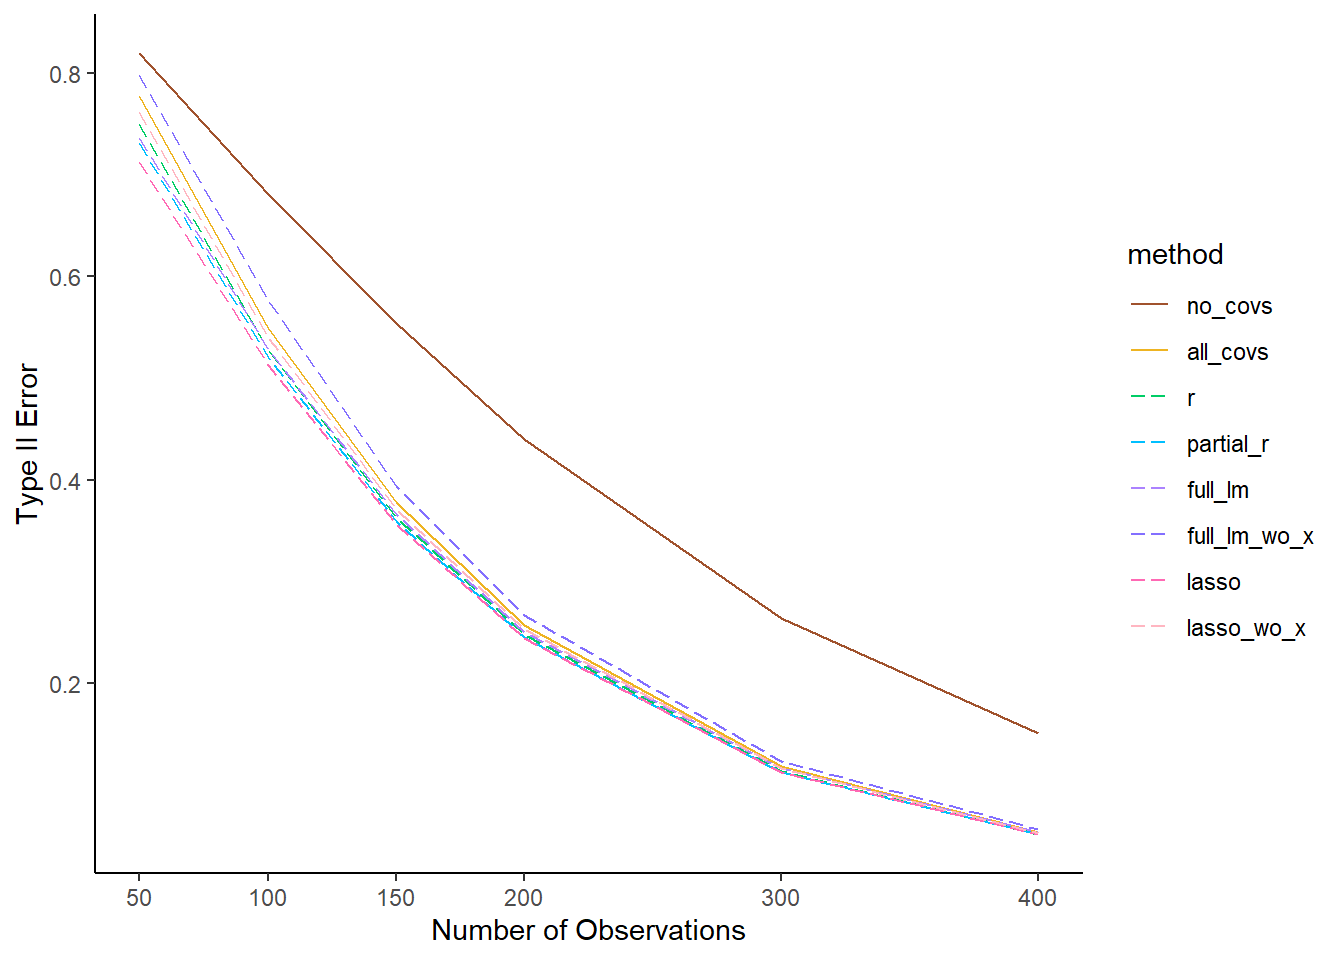 Type II Error
0.8
0.6
0.4
0.2
50
100
150
200
300
400
Number of Observations
method
no_covs
all_covs
r
partial_r
full_lm
full_lm_wo_x
lasso
lasso_wo_x